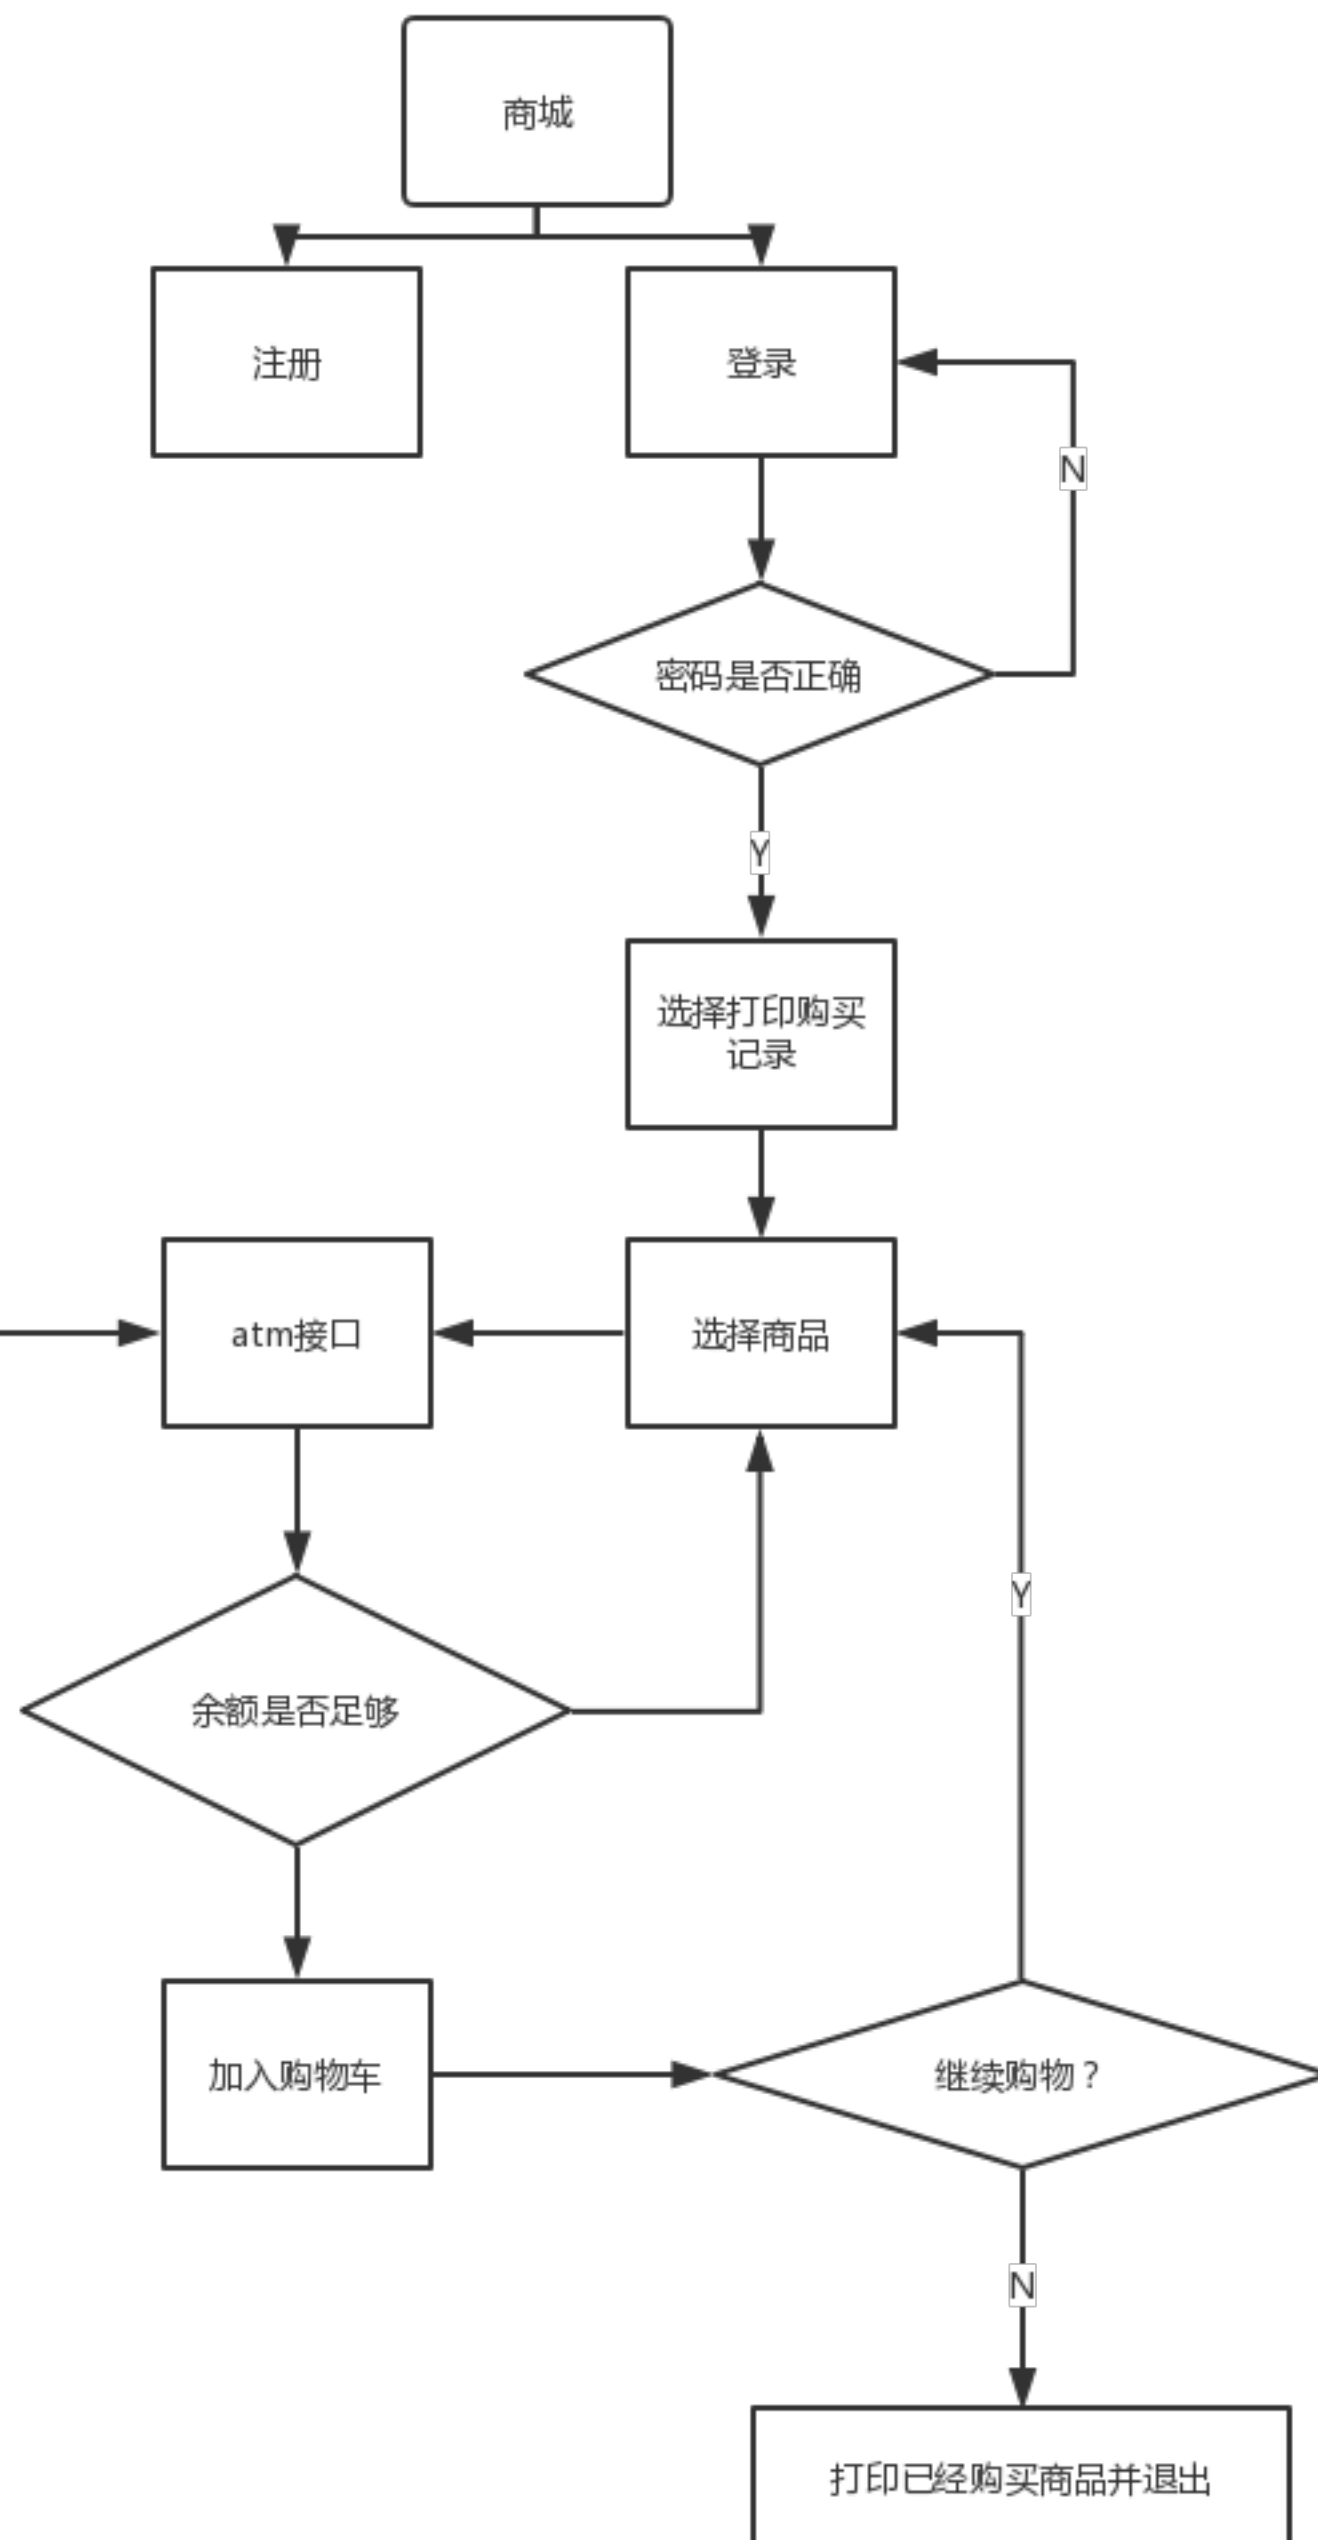 商城
注册
登录
N
密码是否正确
Y
选择打印购买
记录
atm接口
选择商品
Y
余额是否足够
加入购物车
继续购物？
N
打印已经购买商品并退出